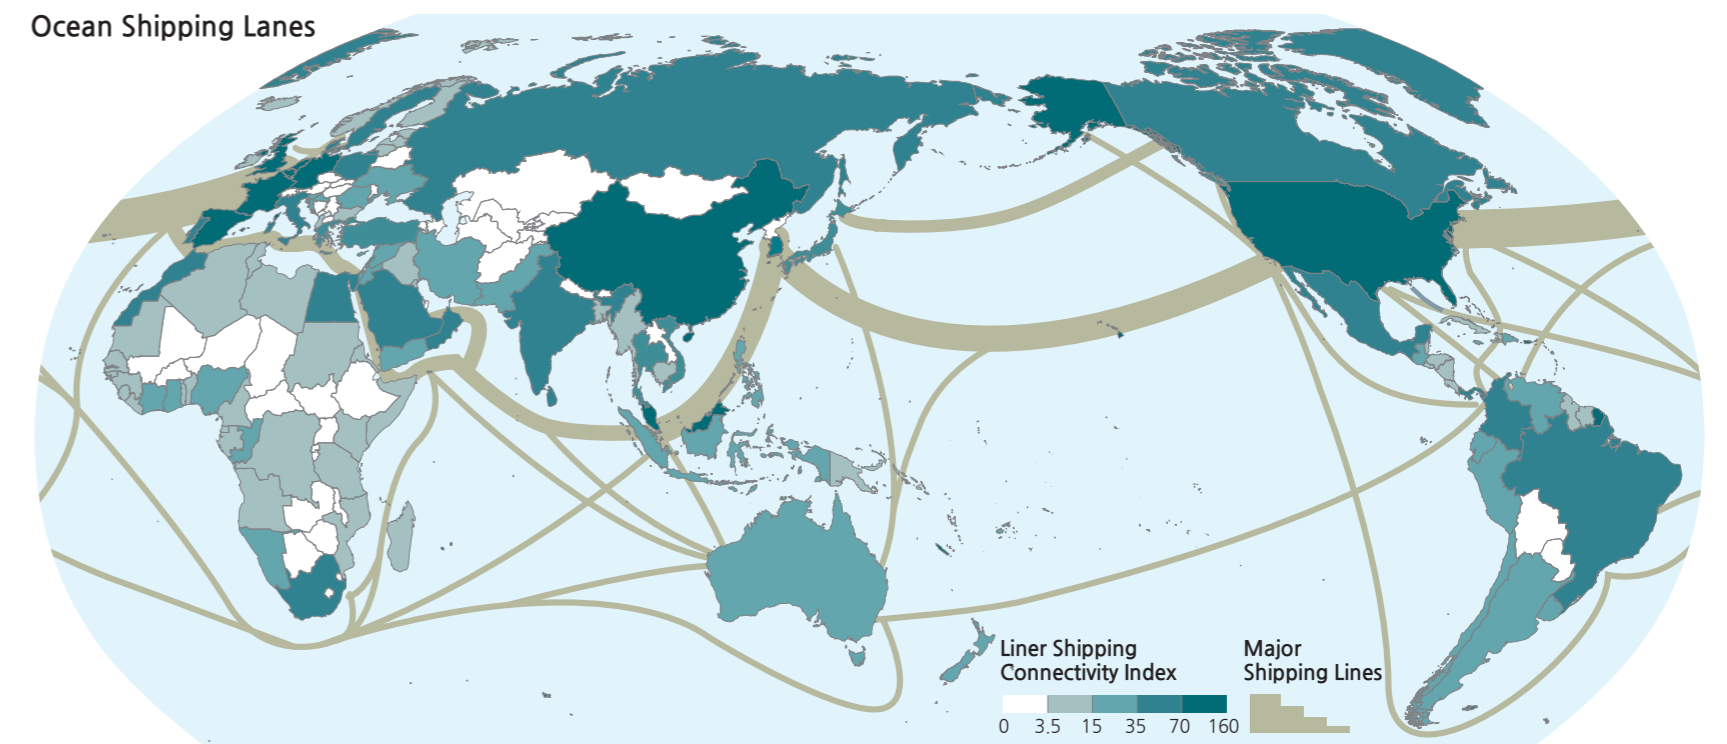 Ocean Shipping Lanes
Liner Shipping
Connectivity Index
0 3.5 15 35 70 160
Major
Shipping Lines